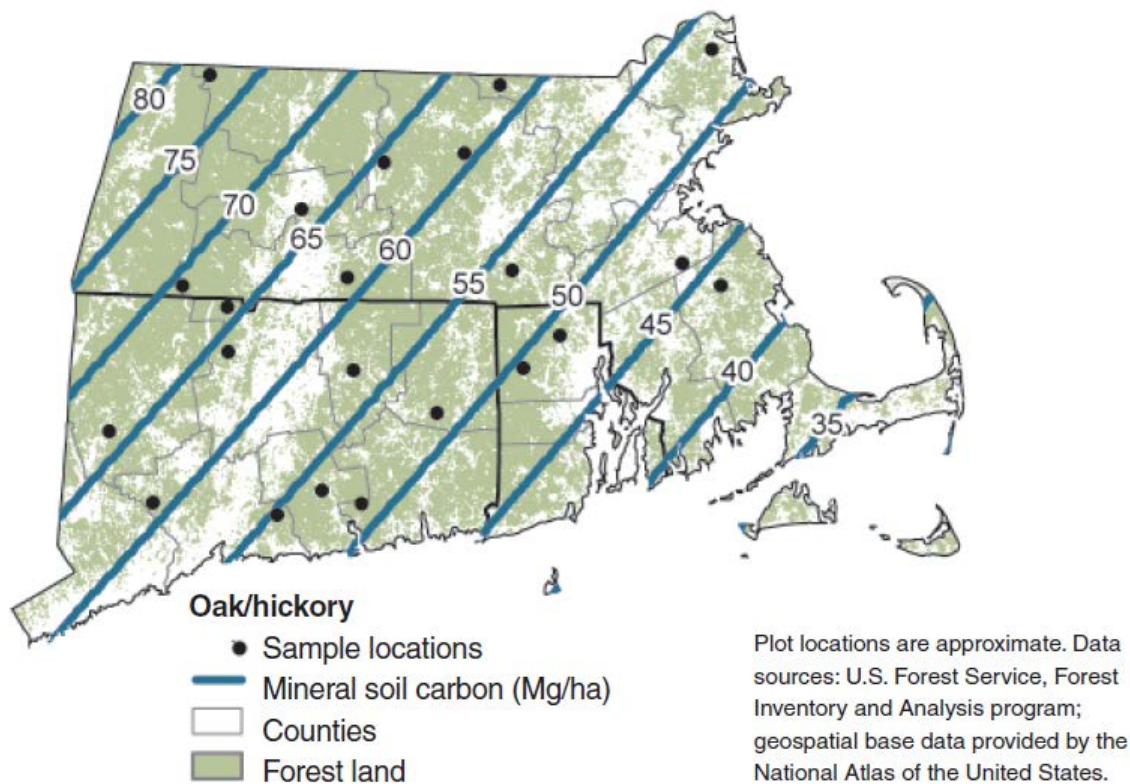 80
75
70
65
60
55
50
45
40
35
Oak/hickory
Sample locations
Mineral soil carbon (Mg/ha)
Counties
Forest land
Plot locations are approximate. Data
sources: U.S. Forest Service, Forest
Inventory and Analysis program;
geospatial base data provided by the
National Atlas of the United States.